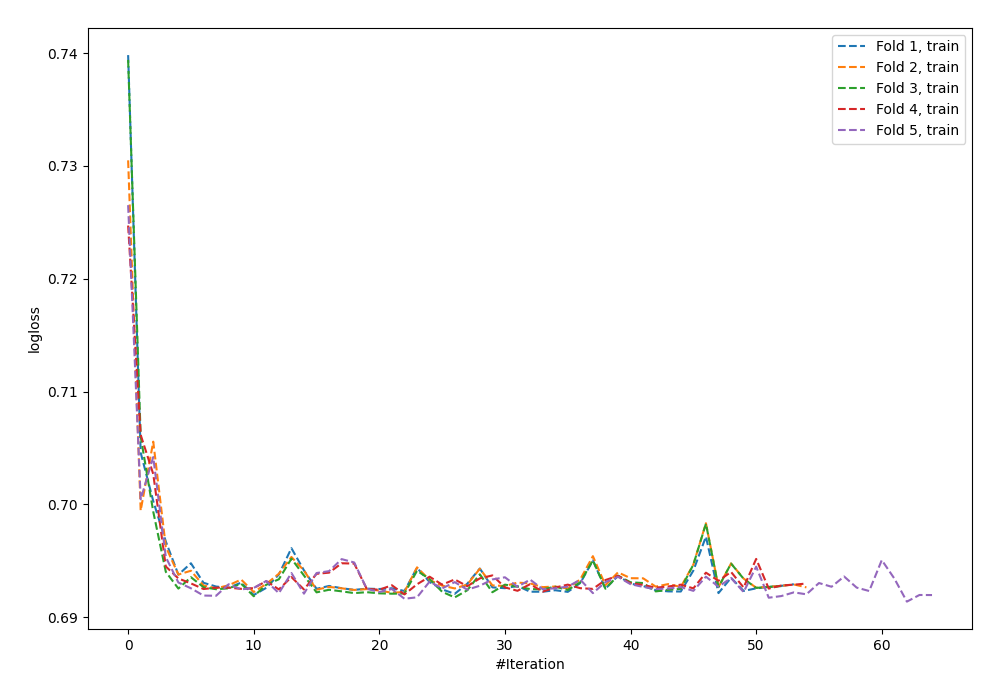 0.74
0.73
0.72
0.71
0.70
0.69
logloss
0
10
20
30
40
50
60
#Iteration
Fold 1, train
Fold 2, train
Fold 3, train
Fold 4, train
Fold 5, train